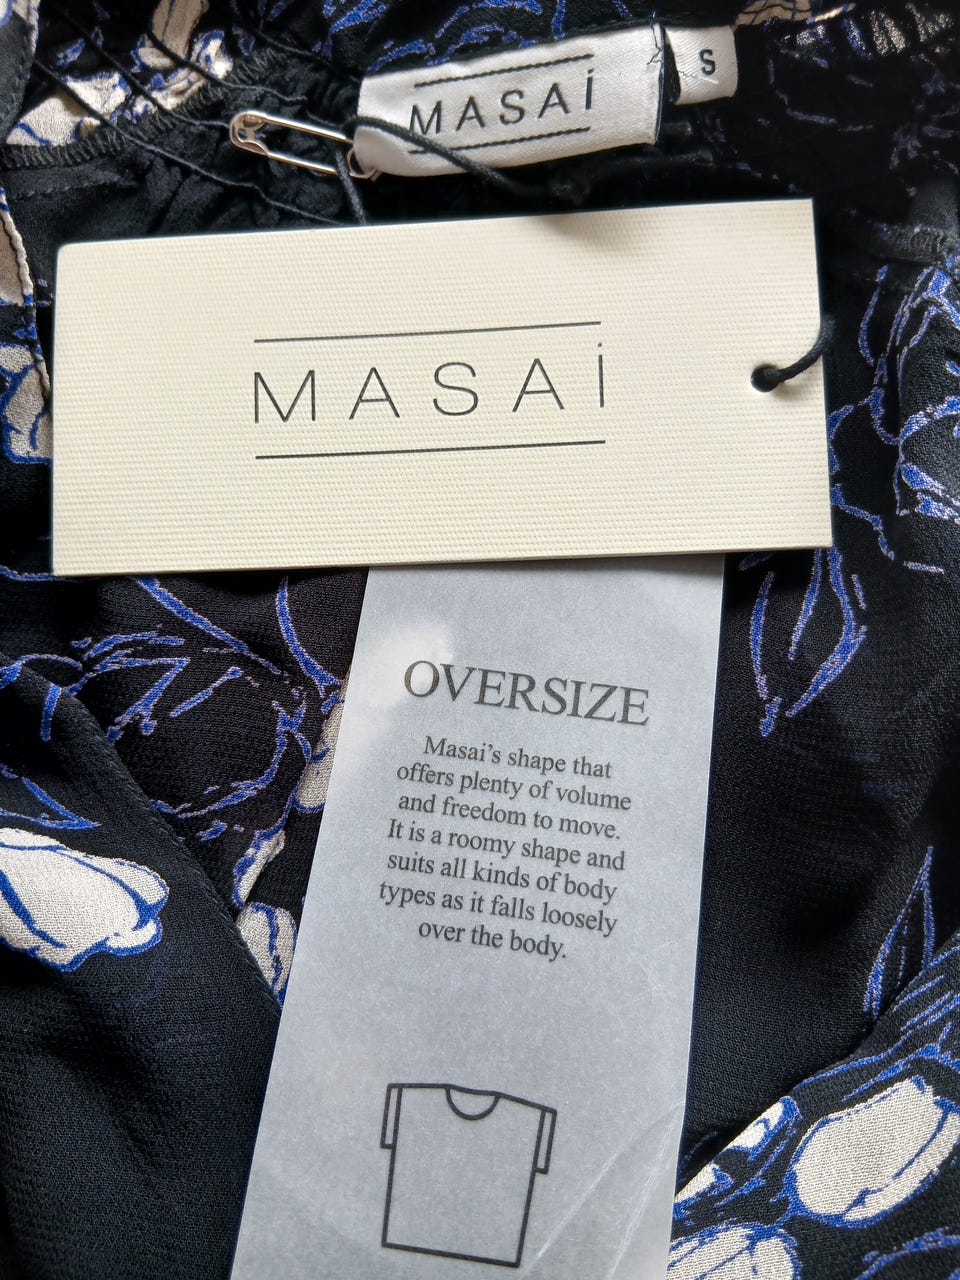 MASAi
S
MASAi
OVERSIZE
Masai's shape that
offers plenty of volume
and freedom to move.
It is a roomy shape and
suits all kinds of body
types as it falls loosely
over the body.